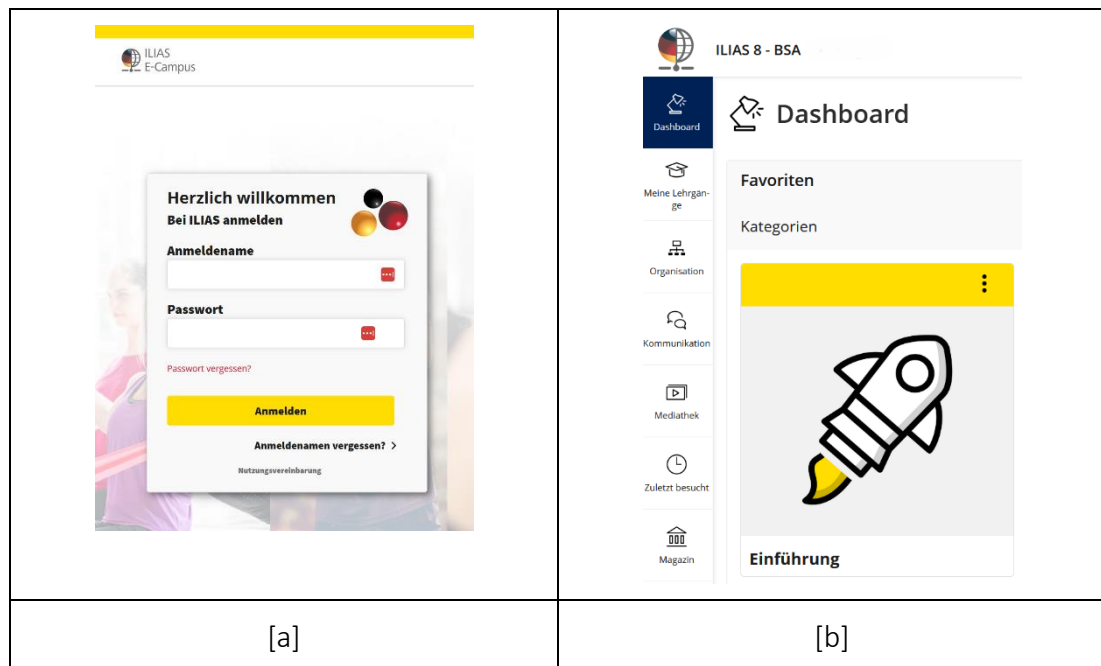 ILIAS
E-Campus
Herzlich willkommen
Bei ILIAS anmelden
Anmeldename
Passwort
Passwort vergessen?
Anmelden
Anmeldenamen vergessen? >
Nutzungsvereinbarung
[a]
ILIAS 8 - BSA
Dashboard
Meine Lehrgän-
ge
Organisation
Kommunikation
Mediathek
Zuletzt besucht
Magazin
Dashboard
Favoriten
Kategorien
Einführung
[b]